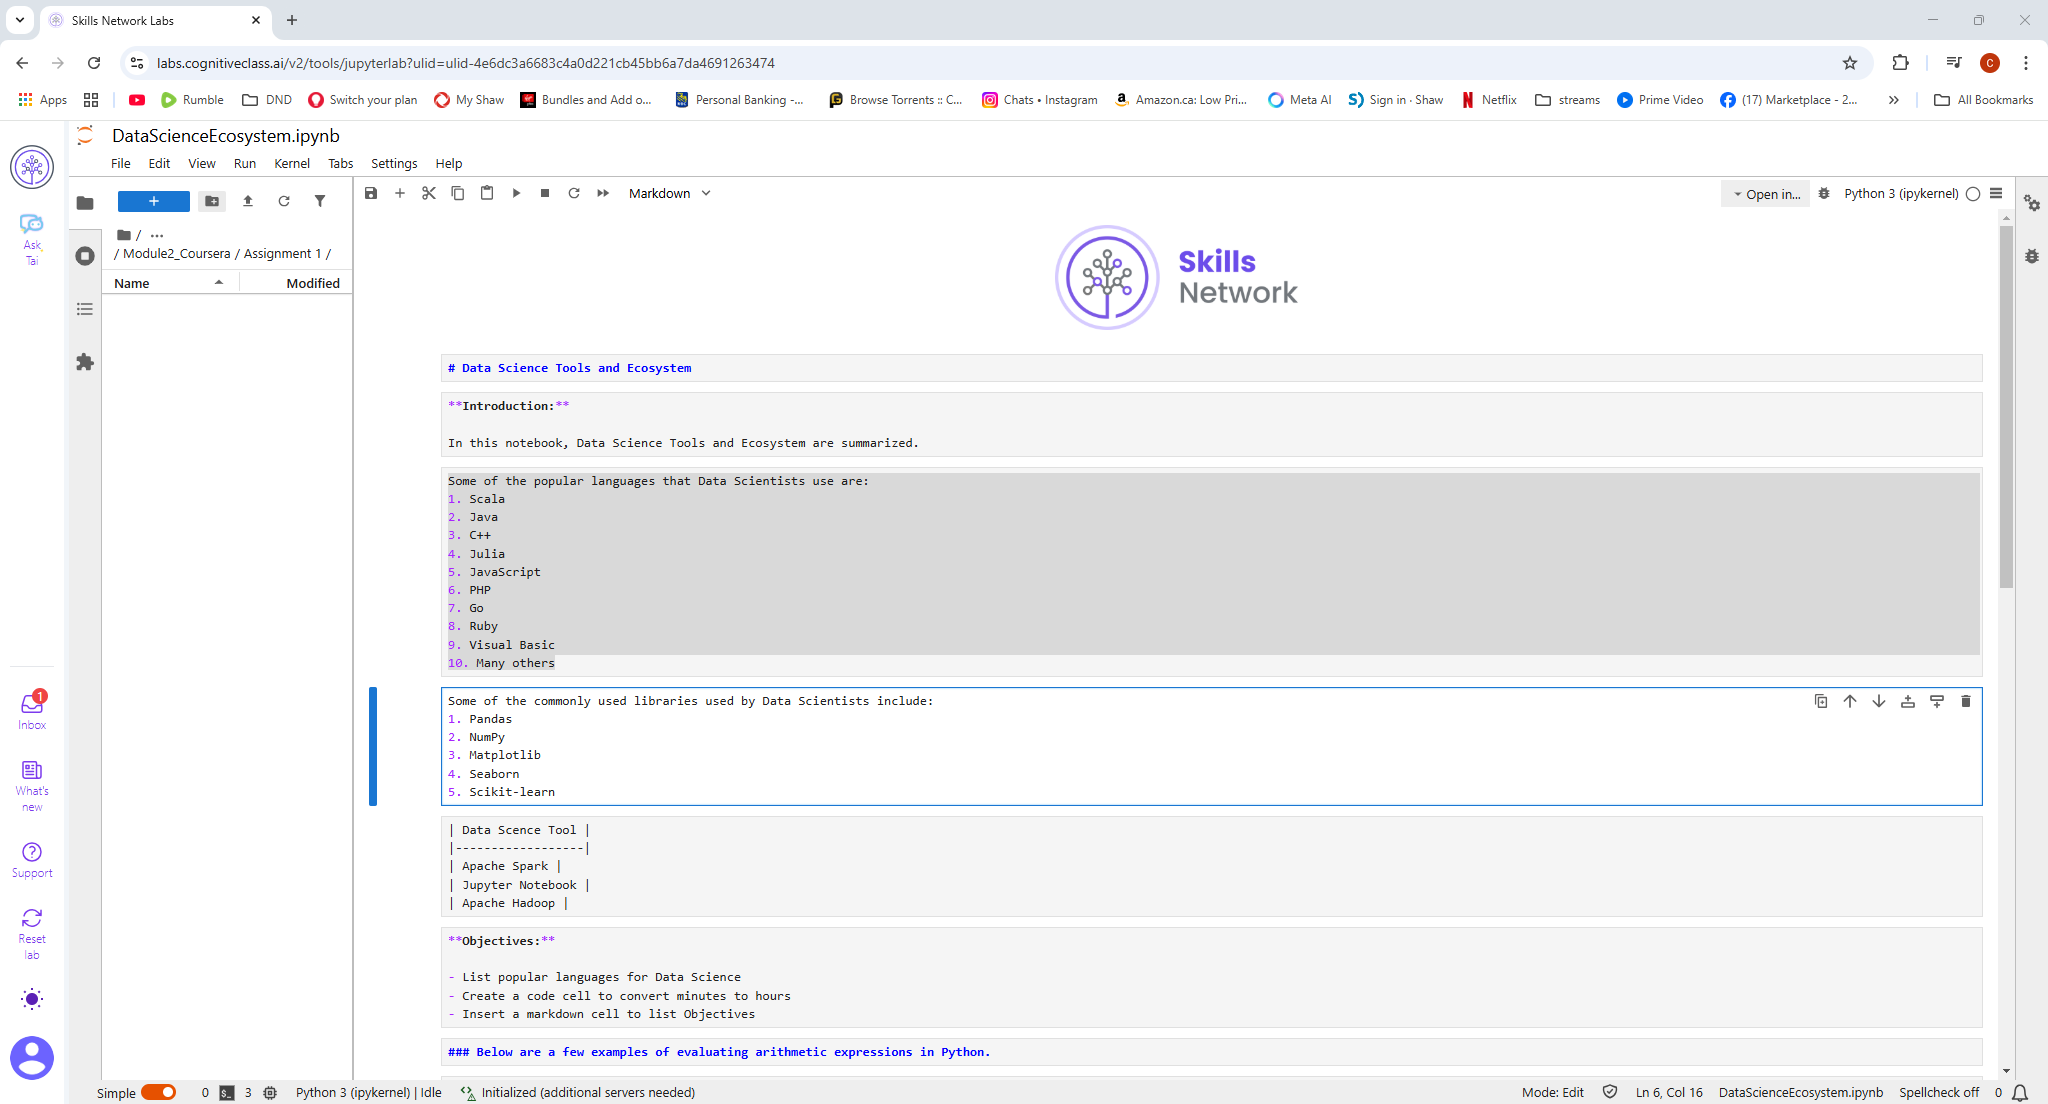 Skills Network Labs
labs.cognitiveclass.ai/v2/tools/jupyterlab?ulid=ulid-4e6dc3a6683c4a0d221cb45bb6a7da4691263474
C
Apps Rumble DND Switch your plan My Shaw Bundles and Add o... Personal Banking -... Browse Torrents :: C... Chats • Instagram Amazon.ca: Low Pri... Meta AI Sign in · Shaw Netflix streams Prime Video (17) Marketplace - 2... All Bookmarks
DataScienceEcosystem.ipynb
File Edit View Run Kernel Tabs Settings Help
Markdown
Open in...
Python 3 (ipykernel)
/ ...
/ Module2_Coursera / Assignment 1 /
Name Modified
Ask
Tai
1
Inbox
What's
new
Support
Reset
lab
Skills
Network
# Data Science Tools and Ecosystem
**Introduction:**
In this notebook, Data Science Tools and Ecosystem are summarized.
Some of the popular languages that Data Scientists use are:
1. Scala
2. Java
3. C++
4. Julia
5. JavaScript
6. PHP
7. Go
8. Ruby
9. Visual Basic
10. Many others
Some of the commonly used libraries used by Data Scientists include:
1. Pandas
2. NumPy
3. Matplotlib
4. Seaborn
5. Scikit-learn
| Data Scence Tool |
|------------------|
| Apache Spark |
| Jupyter Notebook |
| Apache Hadoop |
**Objectives:**
- List popular languages for Data Science
- Create a code cell to convert minutes to hours
- Insert a markdown cell to list Objectives
### Below are a few examples of evaluating arithmetic expressions in Python.
Simple 0 3 Python 3 (ipykernel) | Idle Initialized (additional servers needed) Mode: Edit Ln 6, Col 16 DataScienceEcosystem.ipynb Spellcheck off 0